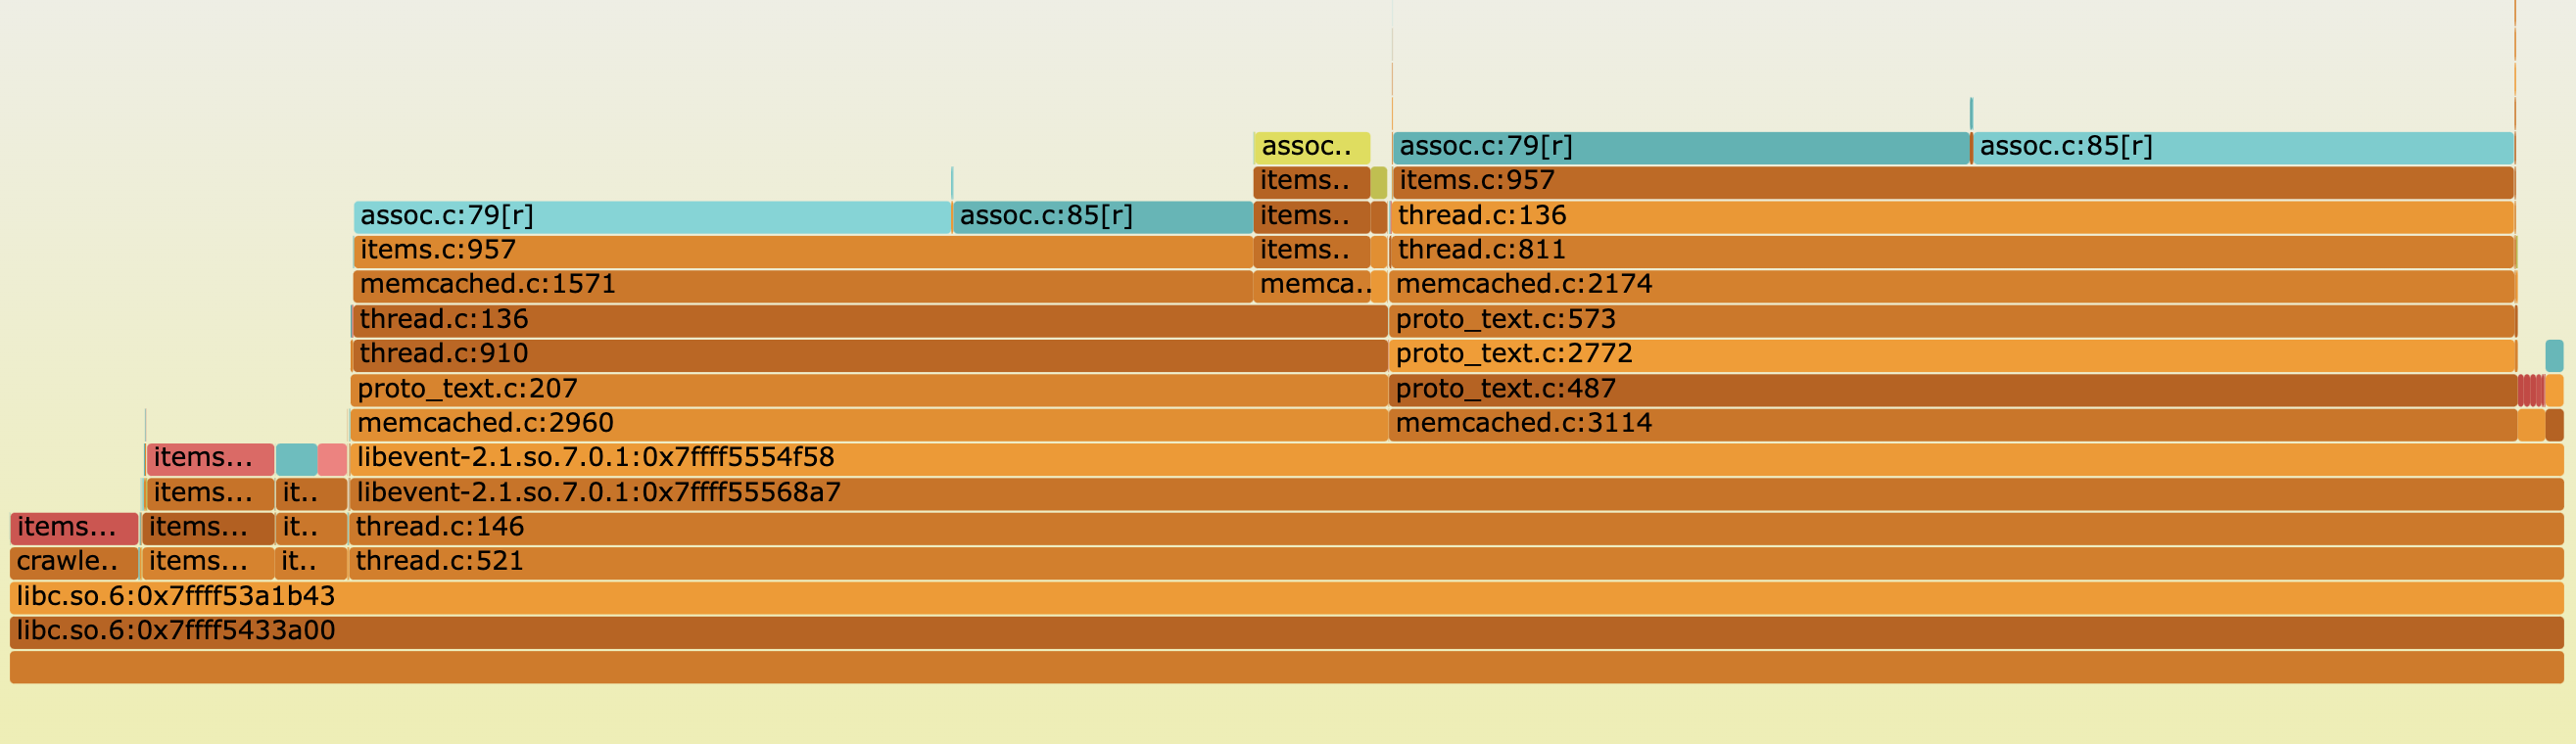 assoc.. assoc.c:79[r] assoc.c:85[r]
items.. items.c:957
assoc.c:79[r] assoc.c:85[r] items.. thread.c:136
items.c:957 items.. thread.c:811
memcached.c:1571 memca.. memcached.c:2174
thread.c:136 proto_text.c:573
thread.c:910 proto_text.c:2772
proto_text.c:207 proto_text.c:487
memcached.c:2960 memcached.c:3114
items... libevent-2.1.so.7.0.1:0x7ffff5554f58
items... it.. libevent-2.1.so.7.0.1:0x7ffff55568a7
items... items... it.. thread.c:146
crawle.. items... it.. thread.c:521
libc.so.6:0x7ffff53a1b43
libc.so.6:0x7ffff5433a00